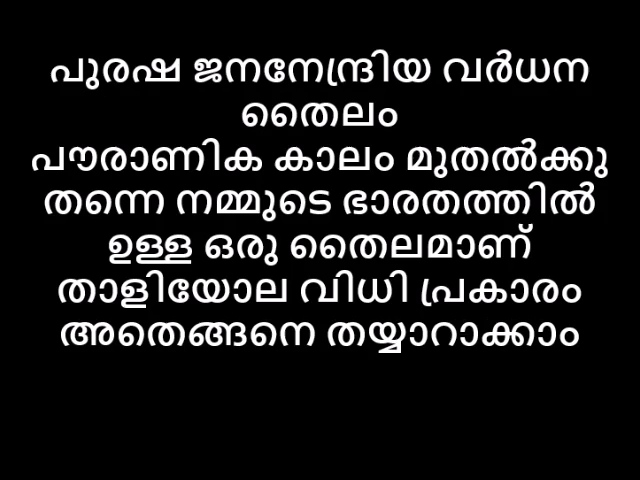 പുരഷ ജനനേന്ദ്രിയ വർധന
തൈലം
പൗരാണിക കാലം മുതൽക്കു
തന്നെ നമ്മുടെ ഭാരതത്തിൽ
ഉള്ള ഒരു തൈലമാണ്
താളിയോല വിധി പ്രകാരം
അതെങ്ങനെ തയ്യാറാക്കാം